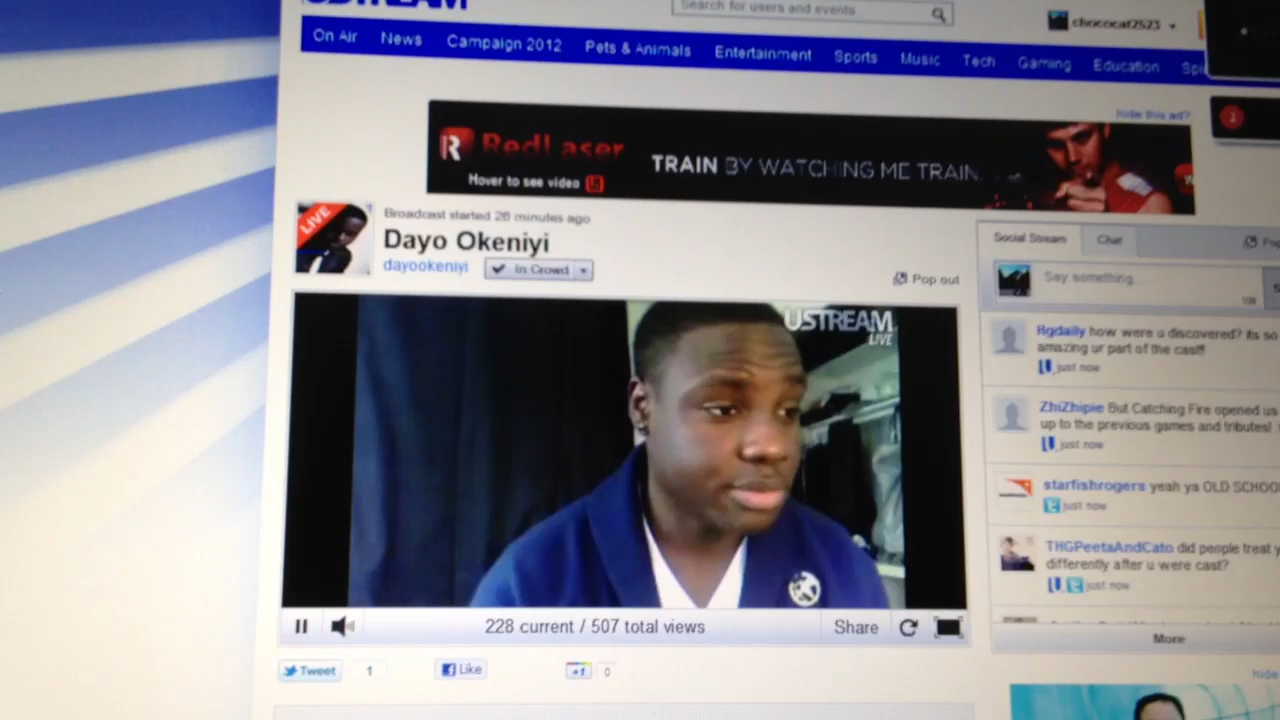 USTREAM
Search for users and events
chococat2523
On Air News Campaign 2012 Pets & Animals Entertainment Sports Music Tech Gaming Education
hide this ad?
RedLaser
Hover to see video
TRAIN BY WATCHING ME TRAIN.
LIVE
Broadcast started 26 minutes ago
Dayo Okeniyi
dayookeniyi
In Crowd
Pop out
Social Stream Chat
Say something...
USTREAM
LIVE
Hgdaily how were u discovered? its so
amazing ur part of the cast!!
just now
ZhiZhipie But Catching Fire opened us
up to the previous games and tributes!
just now
starfishrogers yeah ya OLD SCHOO
just now
THGPeetaAndCato did people treat y
differently after u were cast?
just now
More
hide
228 current / 507 total views
Share
Tweet 1
Like
+1 0